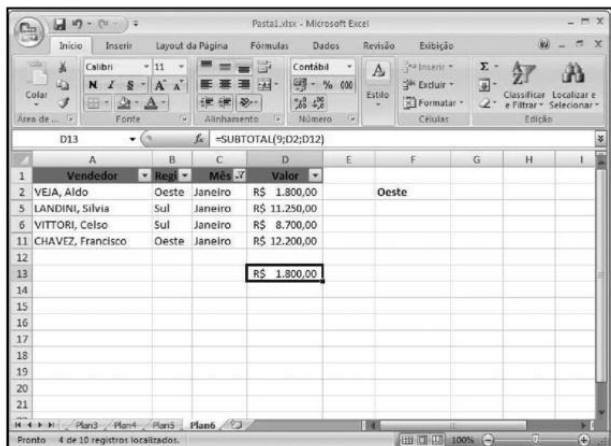 Pasta1.xlsx - Microsoft Excel
Início Inserir Layout da Página Fórmulas Dados Revisão Exibição
Colar
Calibri 11
N I S A A
Contábil
% 000
Estilo
Inserir
Excluir
Formatar
Σ
Classificar e Filtrar
Localizar e Selecionar
Área de ... Fonte Alinhamento Número Células Edição
D13 fx =SUBTOTAL(9;D2;D12)
A B C D E F G H I
1 Vendedor Regi Mês Valor
2 VEJA, Aldo Oeste Janeiro R$ 1.800,00 Oeste
5 LANDINI, Silvia Sul Janeiro R$ 11.250,00
6 VITTORI, Celso Sul Janeiro R$ 8.700,00
11 CHAVEZ, Francisco Oeste Janeiro R$ 12.200,00
12
13 R$ 1.800,00
14
15
16
17
18
19
20
21
Plan3 Plan4 Plan5 Plan6
Pronto 4 de 10 registros localizados. 100%